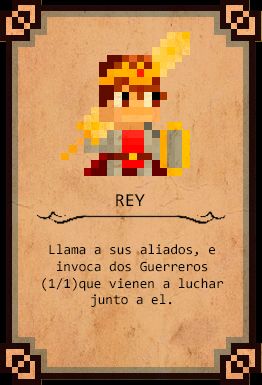 REY
Llama a sus aliados, e
invoca dos Guerreros
(1/1)que vienen a luchar
junto a el.